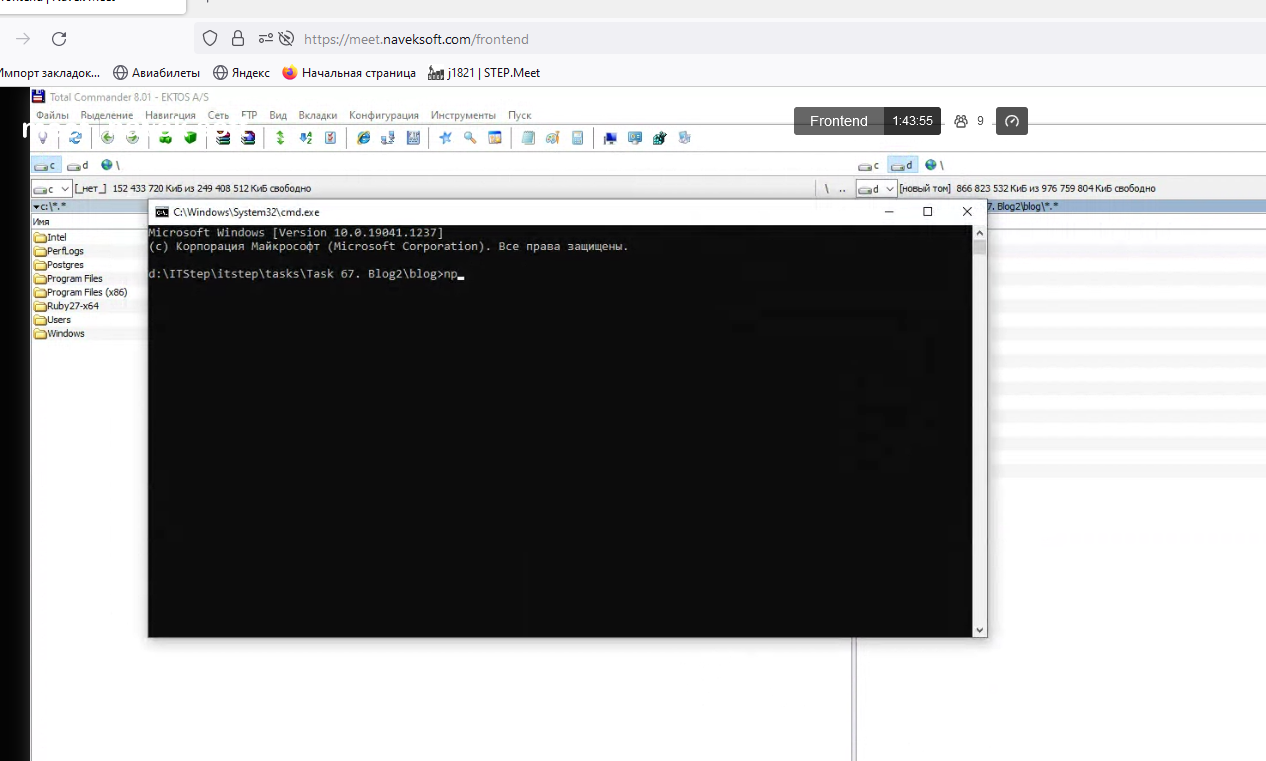 https://meet.naveksoft.com/frontend
Импорт закладок... Авиабилеты Яндекс Начальная страница j1821 | STEP.Meet
Total Commander 8.01 - EKTOS A/S
Файлы Выделение Навигация Сеть FTP Вид Вкладки Конфигурация Инструменты Пуск
Frontend 1:43:55 9
c d \ c d \
c [_нет_] 152 433 720 КиБ из 249 408 512 КиБ свободно \ .. d [новый том] 866 823 532 КиБ из 976 759 804 КиБ свободно
c:\*.* 7. Blog2\blog\*.*
Имя
C:\Windows\System32\cmd.exe
Microsoft Windows [Version 10.0.19041.1237]
(c) Корпорация Майкрософт (Microsoft Corporation). Все права защищены.
d:\ITStep\itstep\tasks\Task 67. Blog2\blog>np
Intel
PerfLogs
Postgres
Program Files
Program Files (x86)
Ruby27-x64
Users
Windows